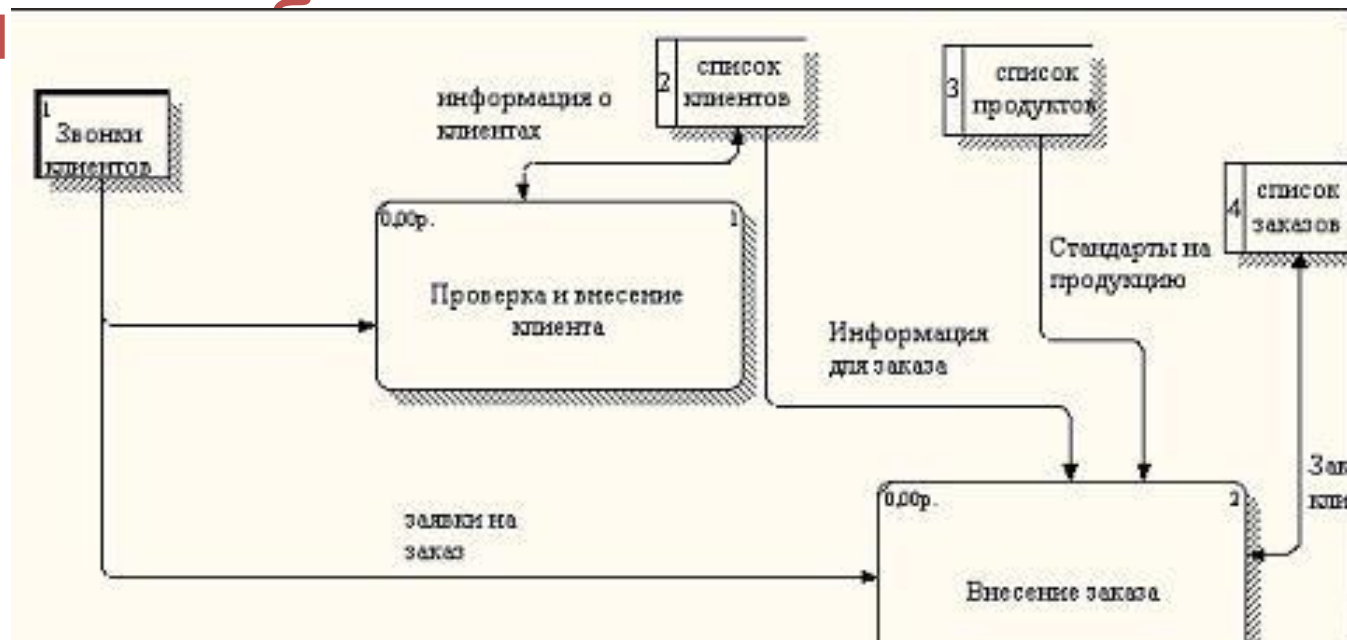 1
Звонки
клиентов
информация о
клиентах
2
список
клиентов
3
список
продуктов
4
список
заказов
0,00р.
1
Проверка и внесение
клиента
Стандарты на
продукцию
Информация
для заказа
заявки на
заказ
0,00р.
2
Внесение заказа